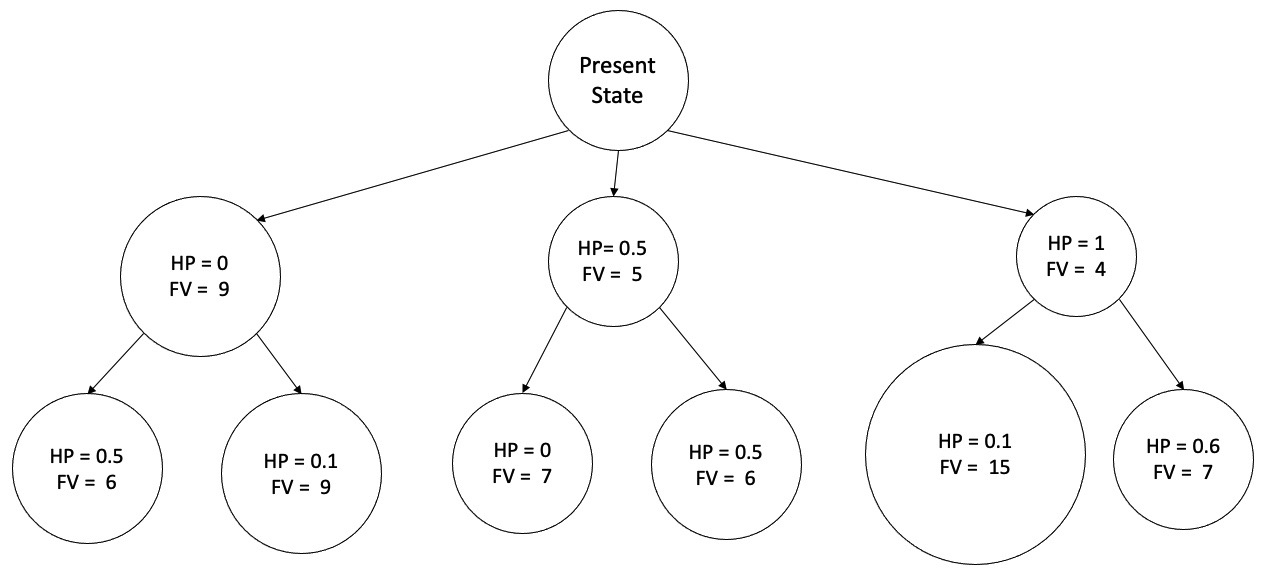 Present
State
HP = 0
FV = 9
HP= 0.5
FV = 5
HP = 1
FV = 4
HP = 0.5
FV = 6
HP = 0.1
FV = 9
HP = 0
FV = 7
HP = 0.5
FV = 6
HP = 0.1
FV = 15
HP = 0.6
FV = 7